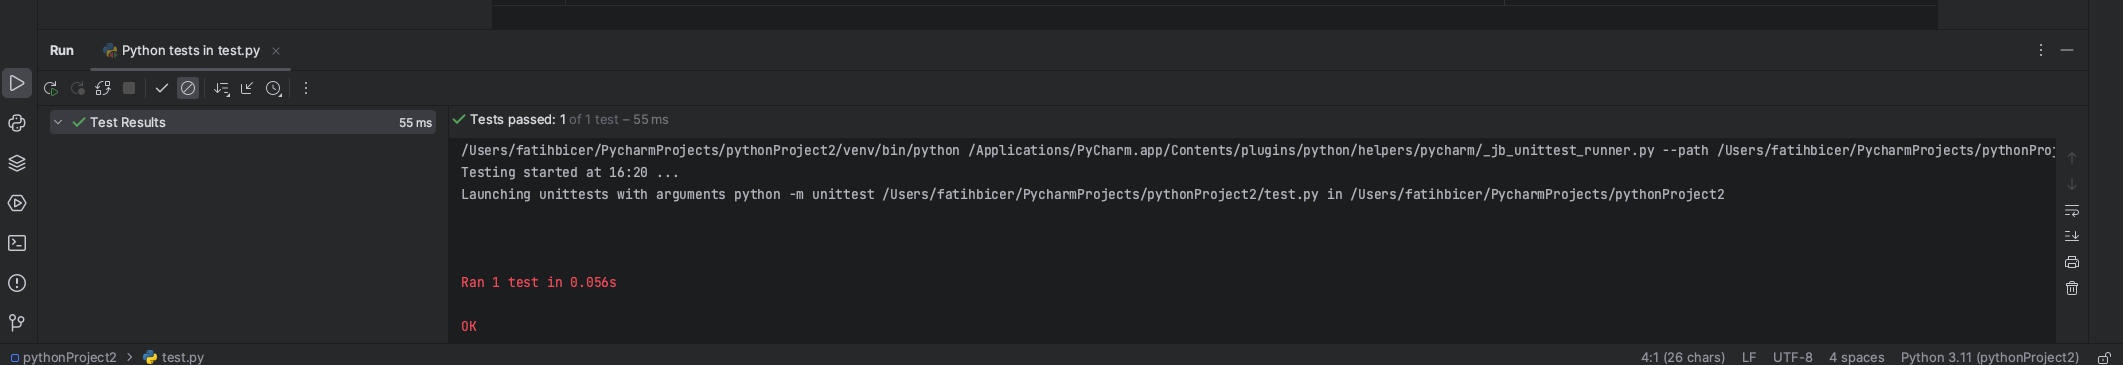 Run
Python tests in test.py
Test Results
55 ms
Tests passed: 1 of 1 test – 55 ms
/Users/fatihbicer/PycharmProjects/pythonProject2/venv/bin/python /Applications/PyCharm.app/Contents/plugins/python/helpers/pycharm/_jb_unittest_runner.py --path /Users/fatihbicer/PycharmProjects/pythonProj
Testing started at 16:20 ...
Launching unittests with arguments python -m unittest /Users/fatihbicer/PycharmProjects/pythonProject2/test.py in /Users/fatihbicer/PycharmProjects/pythonProject2
Ran 1 test in 0.056s
OK
pythonProject2 > test.py
4:1 (26 chars) LF UTF-8 4 spaces Python 3.11 (pythonProject2)